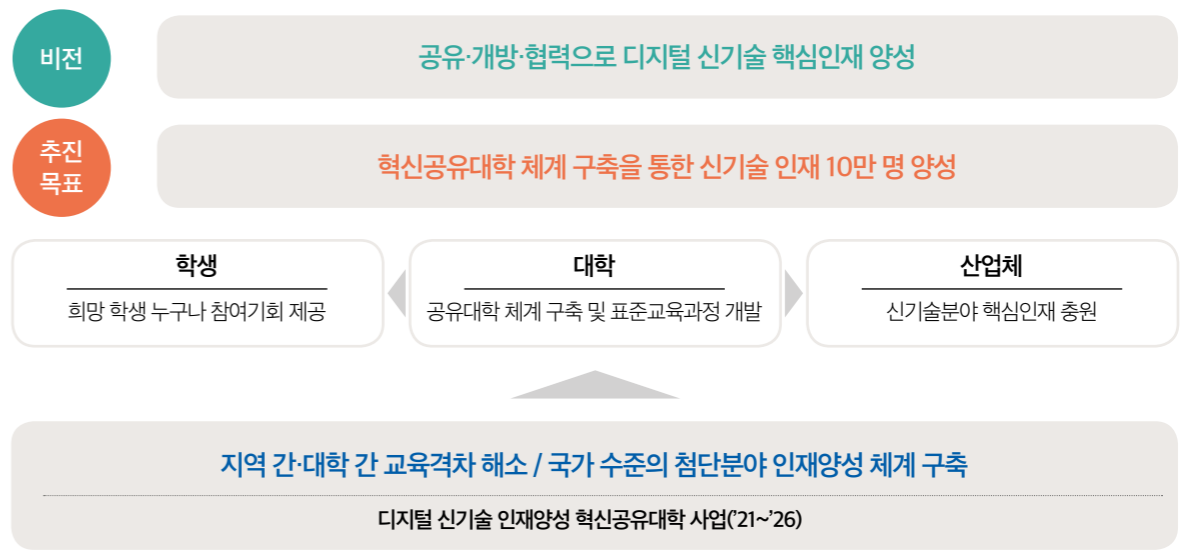 비전
공유·개방·협력으로 디지털 신기술 핵심인재 양성
추진
목표
혁신공유대학 체계 구축을 통한 신기술 인재 10만 명 양성
학생
희망 학생 누구나 참여기회 제공
대학
공유대학 체계 구축 및 표준교육과정 개발
산업체
신기술분야 핵심인재 충원
지역 간·대학 간 교육격차 해소 / 국가 수준의 첨단분야 인재양성 체계 구축
디지털 신기술 인재양성 혁신공유대학 사업(’21~’26)